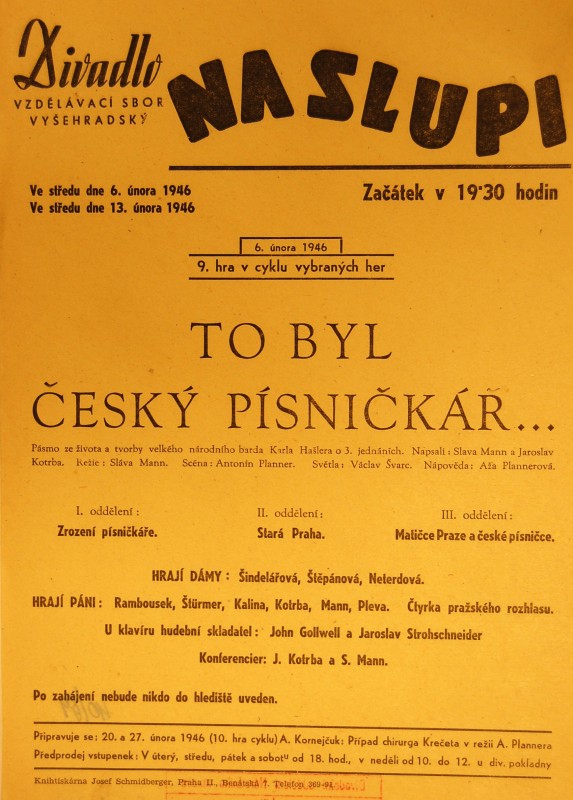 Divadlo
VZDĚLÁVACÍ SBOR
VYŠEHRADSKÝ
NA SLUPI
Ve středu dne 6. února 1946
Ve středu dne 13. února 1946
Začátek v 19·30 hodin
6. února 1946
9. hra v cyklu vybraných her
TO BYL
ČESKÝ PÍSNIČKÁŘ...
Pásmo ze života a tvorby velkého národního barda Karla Hašlera o 3. jednáních. Napsali: Slava Mann a Jaroslav
Kotrba. Režie: Sláva Mann. Scéna: Antonín Planner. Světla: Václav Švarc. Nápověda: Aža Plannerová.
I. oddělení:
Zrození písničkáře.
II. oddělení:
Stará Praha.
III. oddělení:
Matičce Praze a české písničce.
HRAJÍ DÁMY: Šindelářová, Štěpánová, Neterdová.
HRAJÍ PÁNI: Rambousek, Štürmer, Kalina, Kotrba, Mann, Pleva. Čtyrka pražského rozhlasu.
U klavíru hudební skladatel: John Gollwell a Jaroslav Strohschneider
Konferencier: J. Kotrba a S. Mann.
Po zahájení nebude nikdo do hlediště uveden.
Připravuje se: 20. a 27. února 1946 (10. hra cyklu) A. Kornejčuk: Případ chirurga Krečeta v režii A. Plannera
Předprodej vstupenek: V úterý, středu, pátek a sobotu od 18. hod., v neděli od 10. do 12. u div. pokladny
Knihtiskárna Josef Schmidberger, Praha II., Benátská 7. Telefon 369-94.